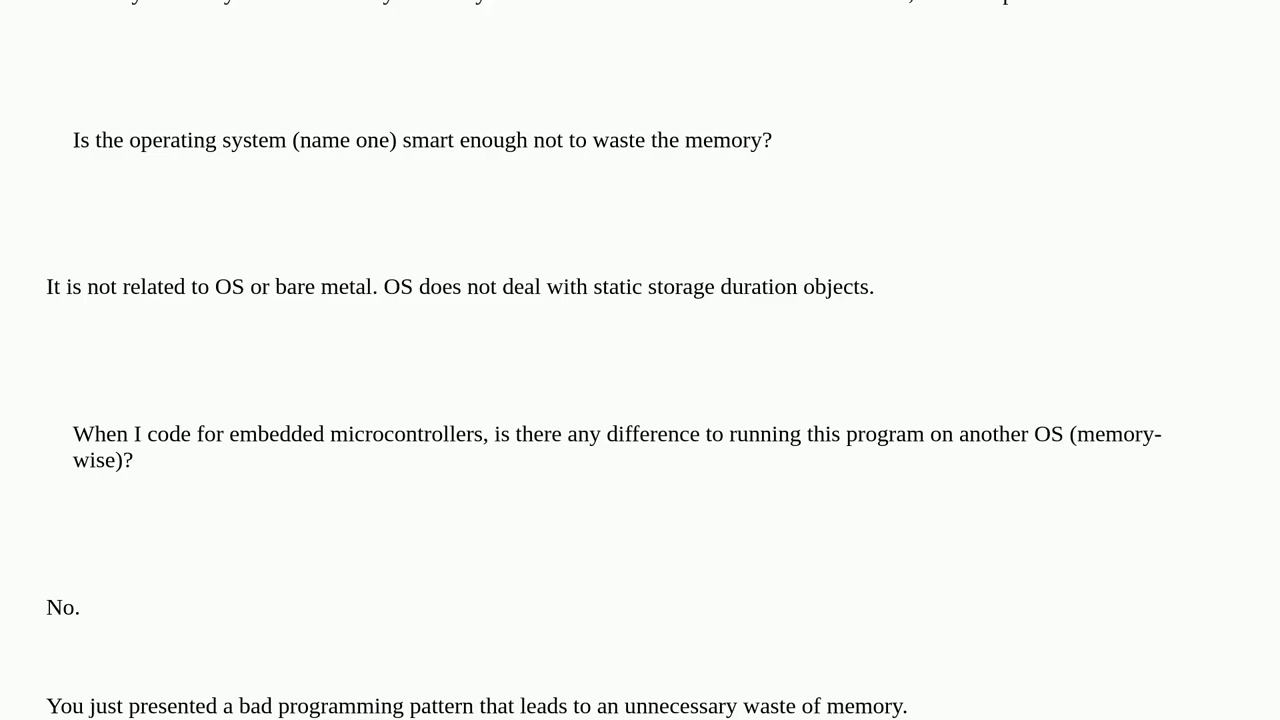 Is the operating system (name one) smart enough not to waste the memory?
It is not related to OS or bare metal. OS does not deal with static storage duration objects.
When I code for embedded microcontrollers, is there any difference to running this program on another OS (memory-
wise)?
No.
You just presented a bad programming pattern that leads to an unnecessary waste of memory.